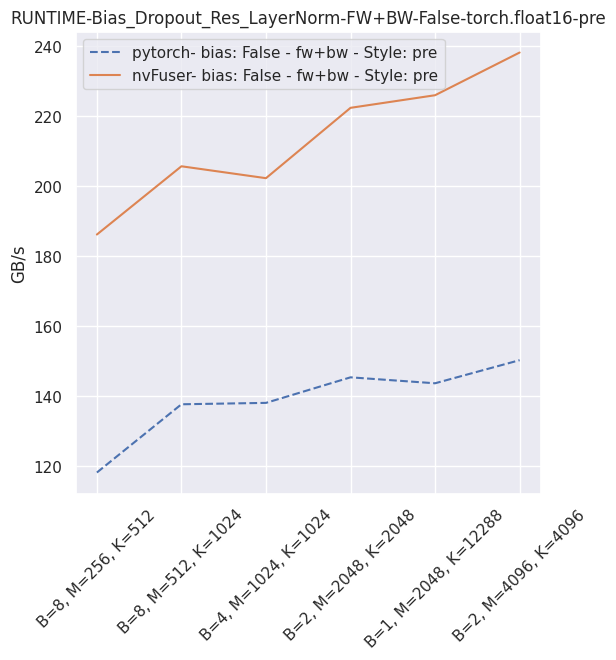 RUNTIME-Bias_Dropout_Res_LayerNorm-FW+BW-False-torch.float16-pre
pytorch- bias: False - fw+bw - Style: pre
nvFuser- bias: False - fw+bw - Style: pre
GB/s
240
220
200
180
160
140
120
B=8, M=256, K=512
B=8, M=512, K=1024
B=4, M=1024, K=1024
B=2, M=2048, K=2048
B=1, M=2048, K=12288
B=2, M=4096, K=4096